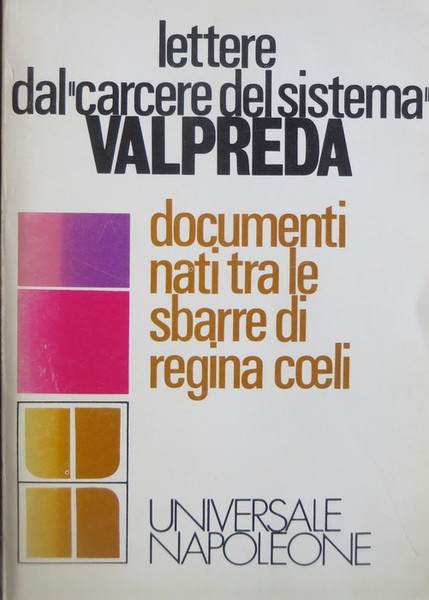 lettere
dal"carcere del sistema"
VALPREDA
documenti
nati tra le
sbarre di
regina cœli
UNIVERSALE
NAPOLEONE